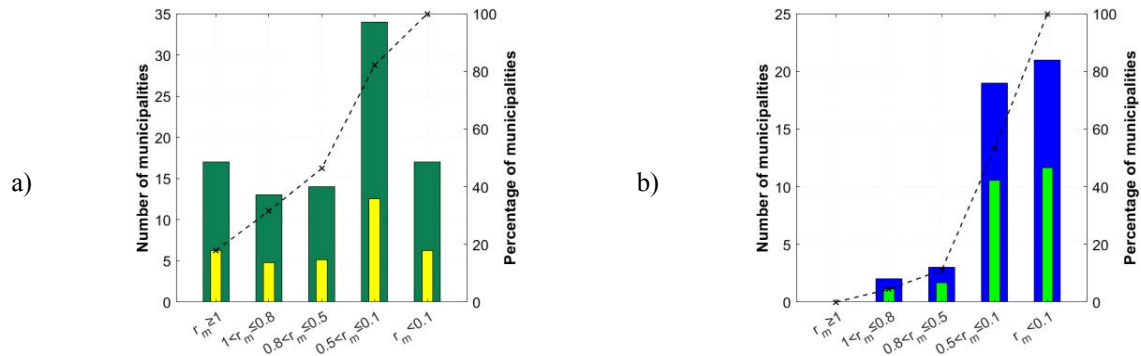 a)
Number of municipalities
35
30
25
20
15
10
5
0
100
80
60
40
20
0
Percentage of municipalities
r_m≥1
1<r_m≤0.8
0.8<r_m≤0.5
0.5<r_m≤0.1
r_m<0.1
b)
Number of municipalities
25
20
15
10
5
0
100
80
60
40
20
0
Percentage of municipalities
r_m≥1
1<r_m≤0.8
0.8<r_m≤0.5
0.5<r_m≤0.1
r_m<0.1